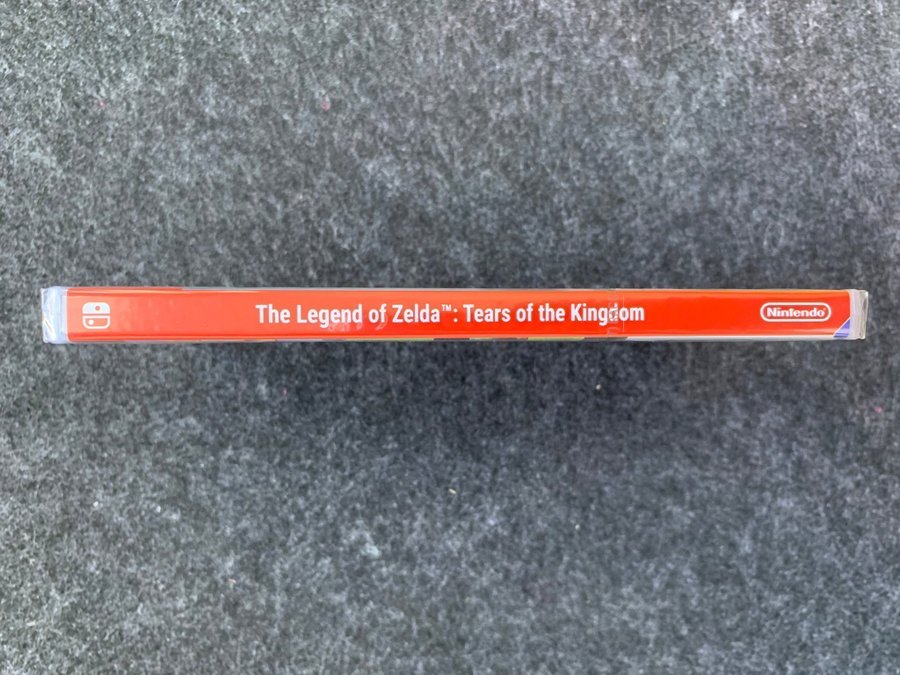 The Legend of Zelda™: Tears of the Kingdom
Nintendo